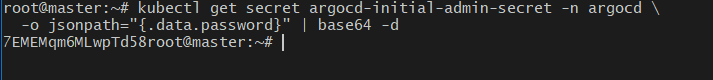 root@master:~# kubectl get secret argocd-initial-admin-secret -n argocd \
  -o jsonpath="{.data.password}" | base64 -d
7EMEMqm6MLwpTd58root@master:~#